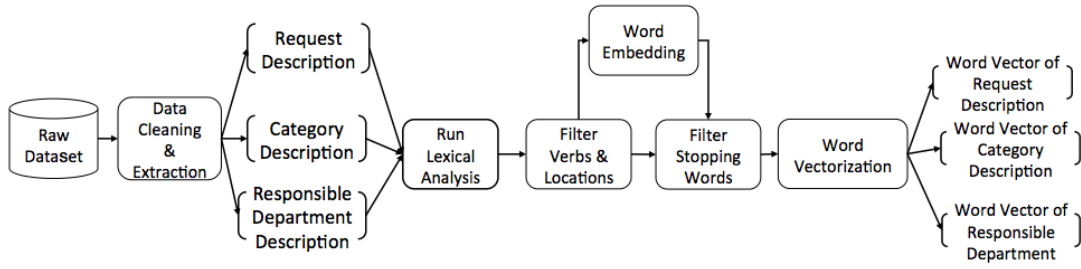 Raw
DataSet
Data
Cleaning
&
Extraction
Request
Description
Category
Description
Responsible
Department
Description
Run
Lexical
Analysis
Filter
Verbs &
Locations
Word
Embedding
Filter
Stopping
Words
Word
Vectorization
Word Vector of
Request
Description
Word Vector of
Category
Description
Word Vector of
Responsible
Department